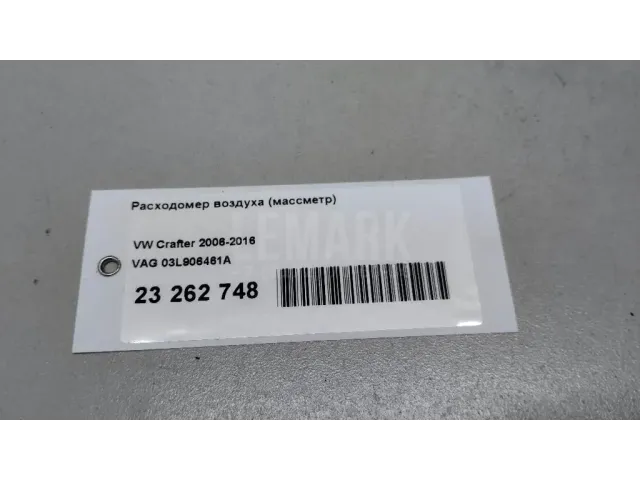 Расходомер воздуха (массметр)
VW Crafter 2006-2016
VAG 03L906461A
23 262 748